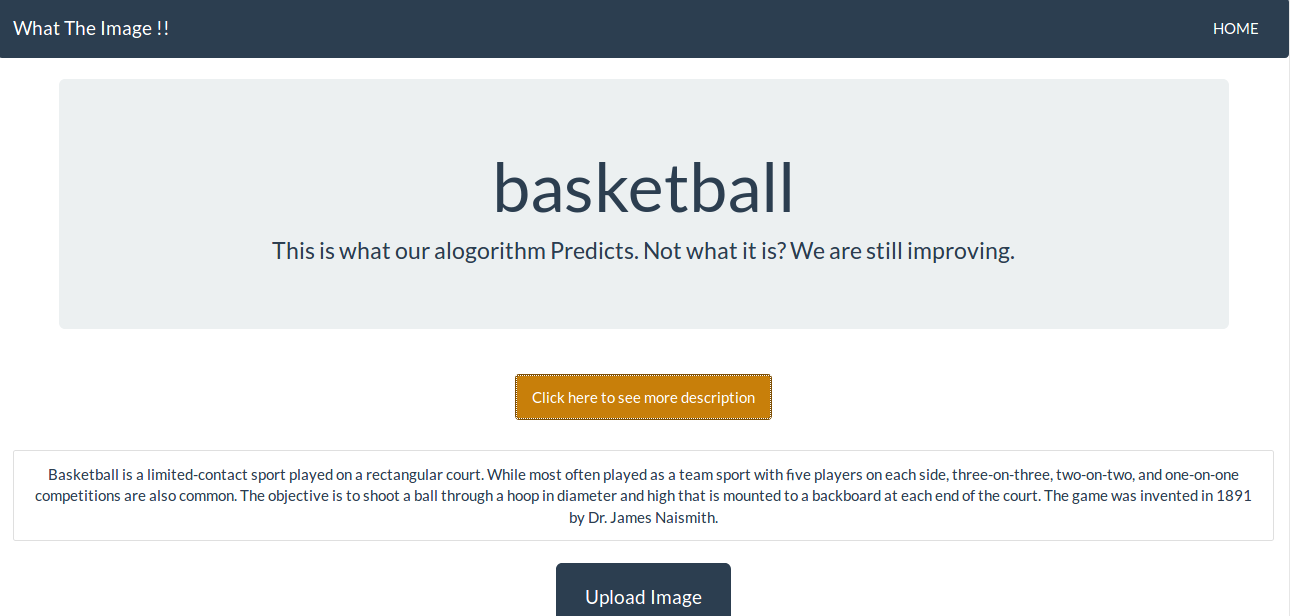 What The Image !!
HOME
basketball
This is what our alogorithm Predicts. Not what it is? We are still improving.
Click here to see more description
Basketball is a limited-contact sport played on a rectangular court. While most often played as a team sport with five players on each side, three-on-three, two-on-two, and one-on-one
competitions are also common. The objective is to shoot a ball through a hoop in diameter and high that is mounted to a backboard at each end of the court. The game was invented in 1891
by Dr. James Naismith.
Upload Image